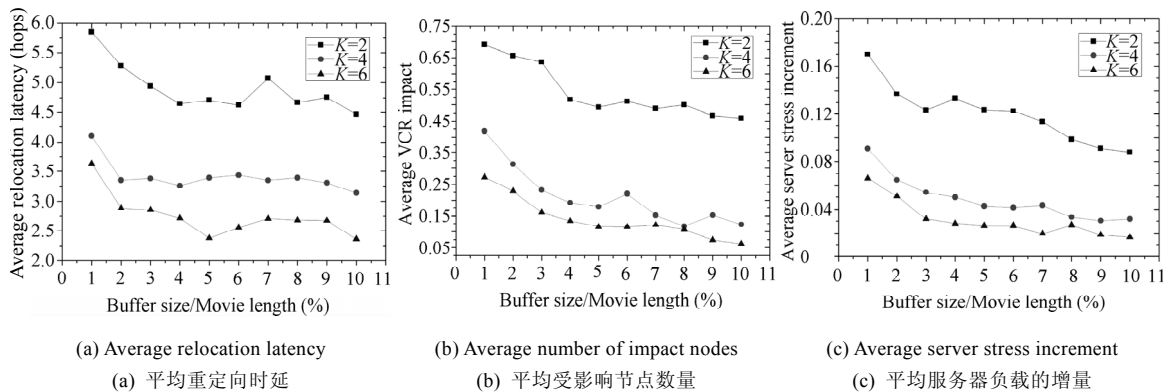 Average relocation latency (hops)
6.0
5.5
5.0
4.5
4.0
3.5
3.0
2.5
2.0
K=2
K=4
K=6
0 1 2 3 4 5 6 7 8 9 10 11
Buffer size/Movie length (%)
(a) Average relocation latency
(a) 平均重定向时延
Average VCR impact
0.75
0.65
0.55
0.45
0.35
0.25
0.15
0.05
K=2
K=4
K=6
0 1 2 3 4 5 6 7 8 9 10 11
Buffer size/Movie length (%)
(b) Average number of impact nodes
(b) 平均受影响节点数量
Average server stress increment
0.20
0.16
0.12
0.08
0.04
0
K=2
K=4
K=6
0 1 2 3 4 5 6 7 8 9 10 11
Buffer size/Movie length (%)
(c) Average server stress increment
(c) 平均服务器负载的增量